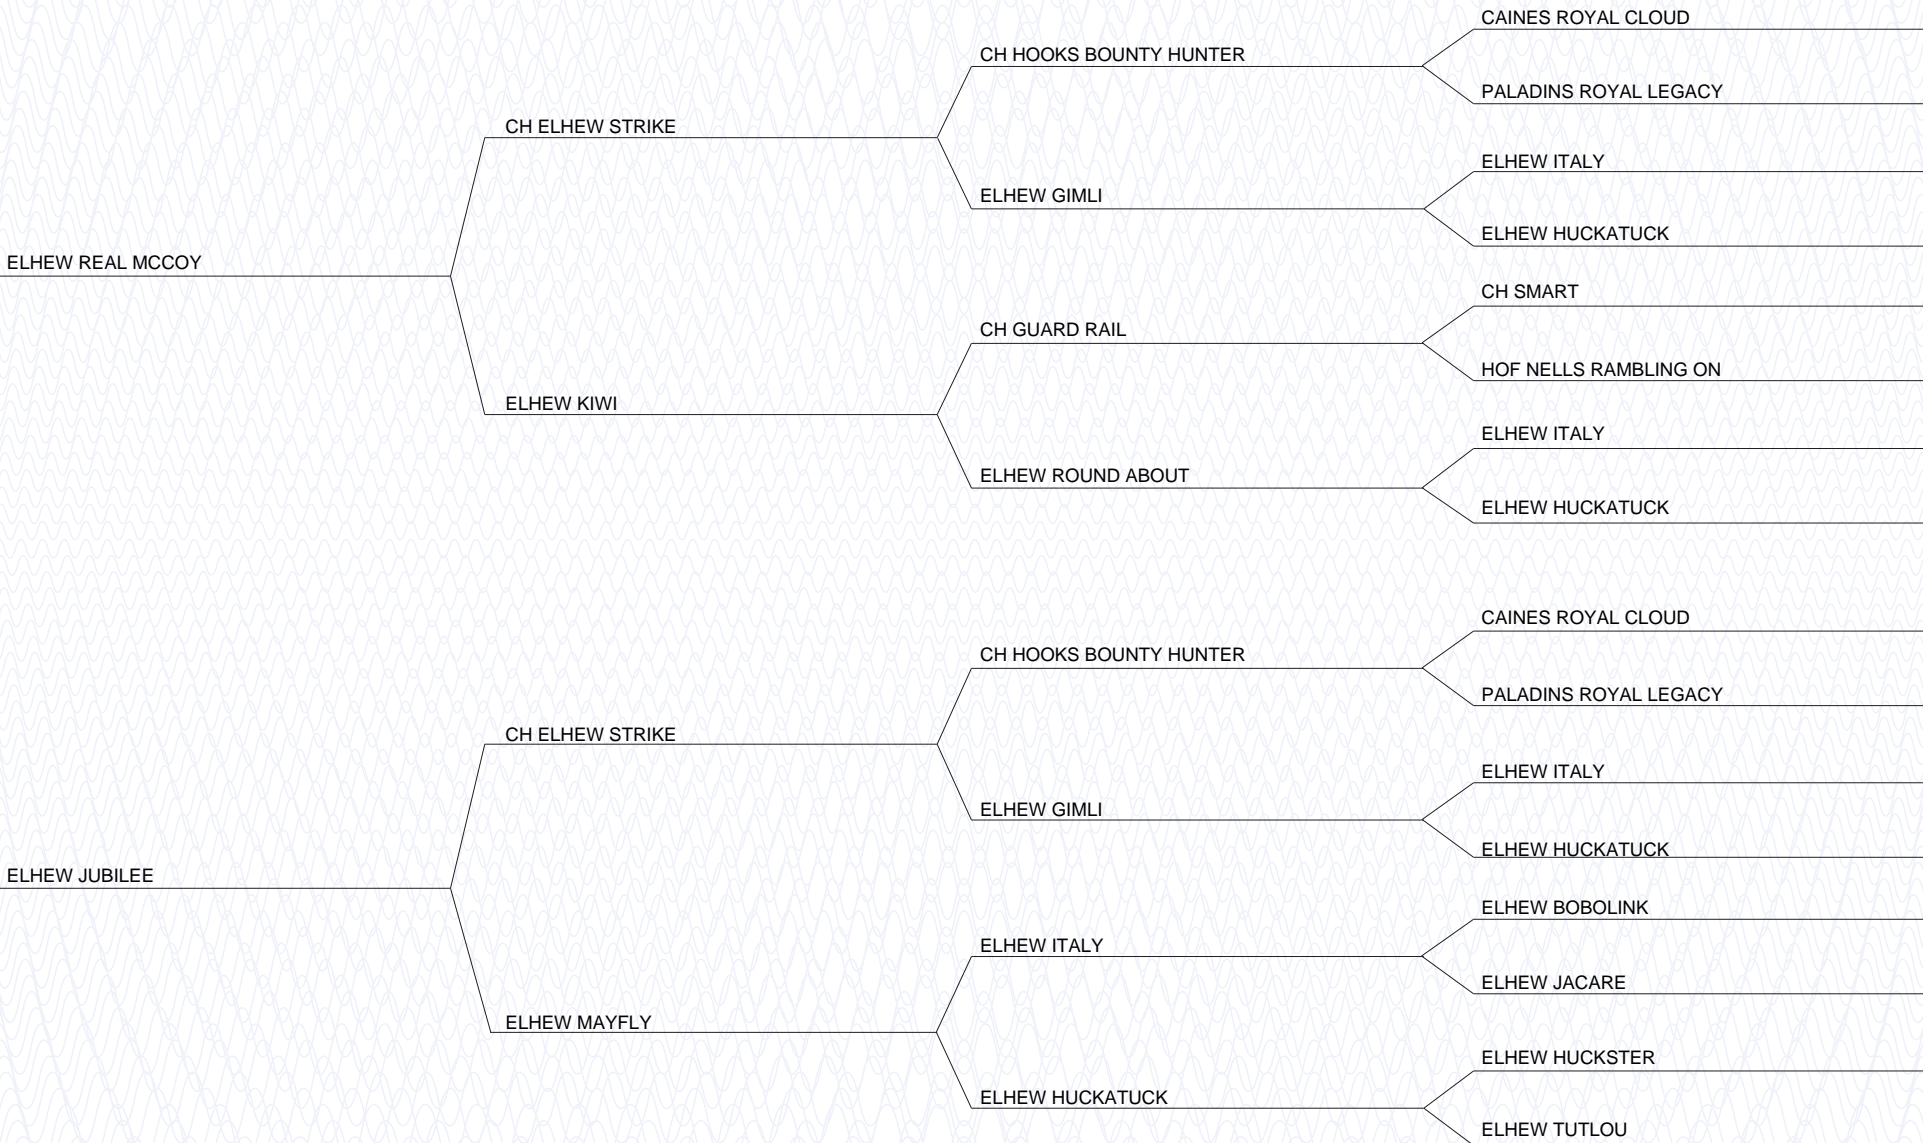 CAINES ROYAL CLOUD
CH HOOKS BOUNTY HUNTER
PALADINS ROYAL LEGACY
CH ELHEW STRIKE
ELHEW ITALY
ELHEW GIMLI
ELHEW HUCKATUCK
ELHEW REAL MCCOY
CH SMART
CH GUARD RAIL
HOF NELLS RAMBLING ON
ELHEW KIWI
ELHEW ITALY
ELHEW ROUND ABOUT
ELHEW HUCKATUCK
CAINES ROYAL CLOUD
CH HOOKS BOUNTY HUNTER
PALADINS ROYAL LEGACY
CH ELHEW STRIKE
ELHEW ITALY
ELHEW GIMLI
ELHEW HUCKATUCK
ELHEW JUBILEE
ELHEW BOBOLINK
ELHEW ITALY
ELHEW JACARE
ELHEW MAYFLY
ELHEW HUCKSTER
ELHEW HUCKATUCK
ELHEW TUTLOU